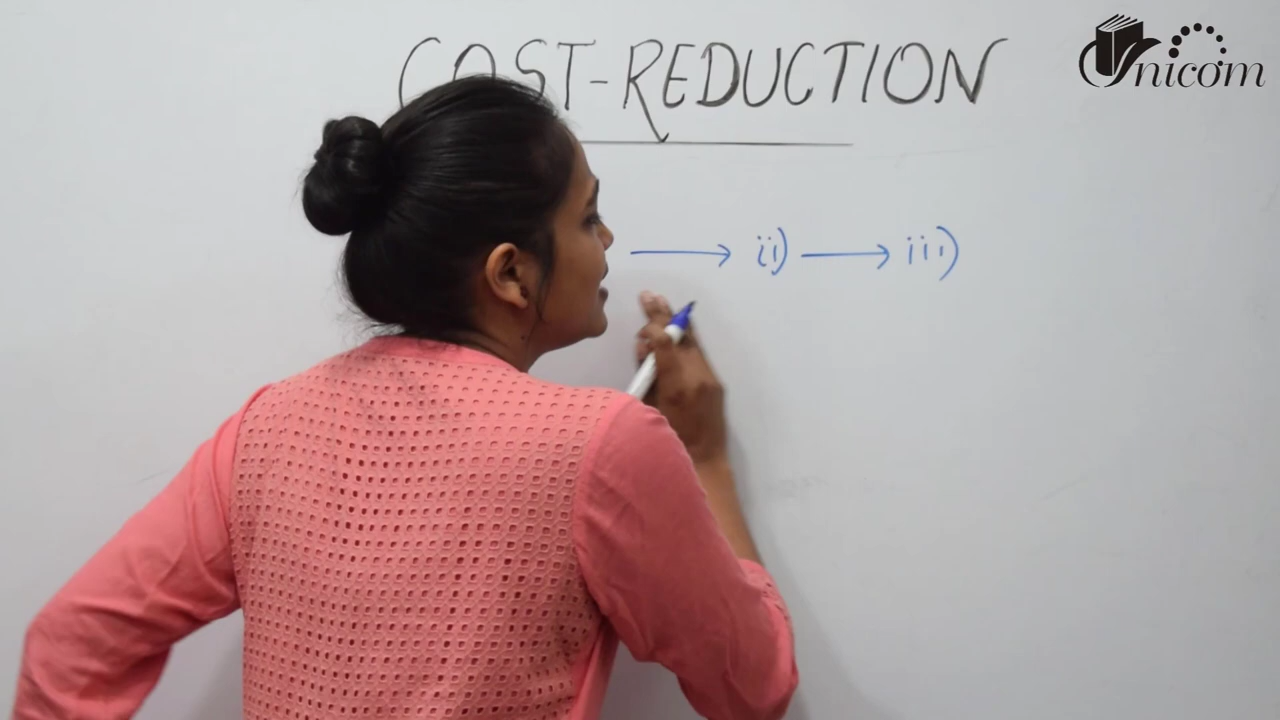 COST-REDUCTION
Unicom
→ ii) → iii)